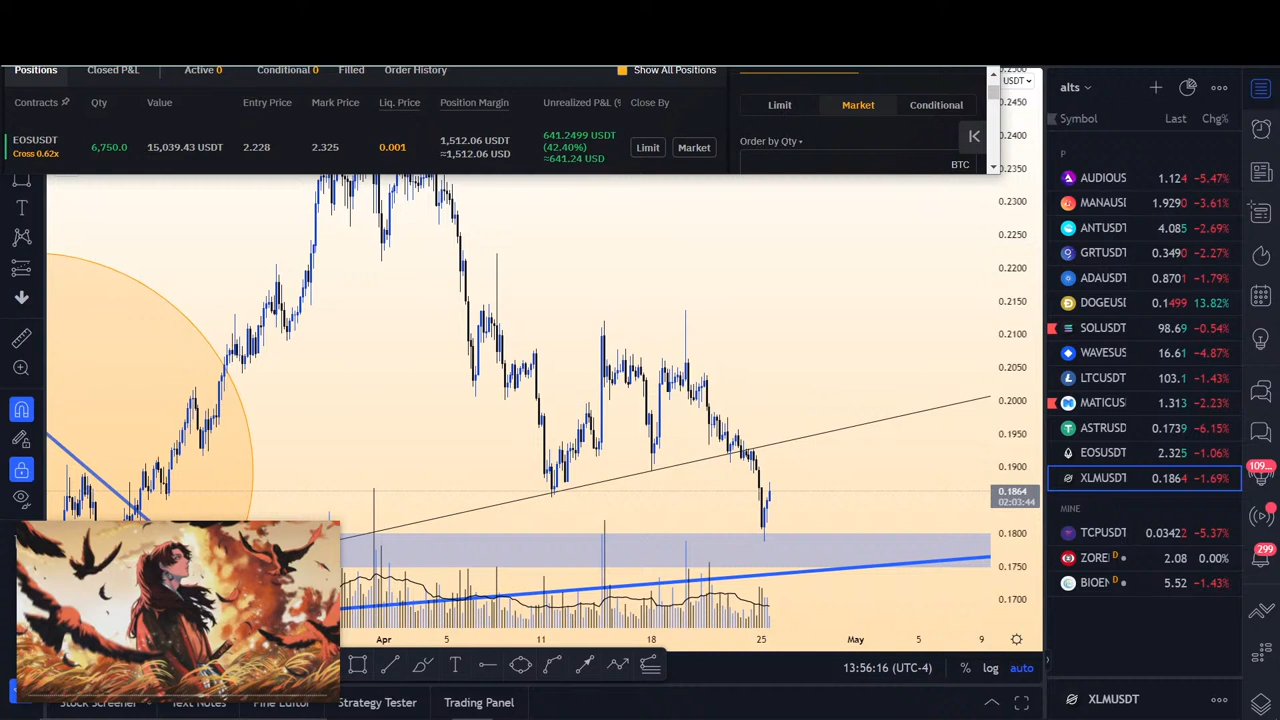 Positions Closed P&L Active 0 Conditional 0 Filled Order History Show All Positions
Contracts Qty Value Entry Price Mark Price Liq. Price Position Margin Unrealized P&L (% Close By
EOSUSDT
Cross 0.62x
6,750.0 15,039.43 USDT 2.228 2.325 0.001
1,512.06 USDT
≈1,512.06 USDT
641.2499 USDT
(42.40%)
≈641.24 USD
Limit Market
Limit Market Conditional
Order by Qty
BTC
USDT
0.2450
0.2400
0.2350
0.2300
0.2250
0.2200
0.2150
0.2100
0.2050
0.2000
0.1950
0.1900
0.1864
02:03:44
0.1800
0.1750
0.1700
Apr 5 11 18 25 May 5 9
13:56:16 (UTC-4) % log auto
Strategy Tester Trading Panel
alts
Symbol Last Chg%
P
AUDIOUS 1.124 −5.47%
MANAUSI 1.9290 −3.61%
ANTUSDT 4.085 −2.69%
GRTUSDT 0.3490 −2.27%
ADAUSDT 0.8701 −1.79%
DOGEUSI 0.1499 13.82%
SOLUSDT 98.69 −0.54%
WAVESUS 16.61 −4.87%
LTCUSDT 103.1 −1.43%
MATICUS 1.313 −2.23%
ASTRUSD 0.1739 −6.15%
EOSUSDT 2.325 −1.06%
XLMUSDT 0.1864 −1.69%
MINE
TCPUSDT 0.03422 −5.37%
ZORE D 2.08 0.00%
BIOEN D 5.52 −1.43%
XLMUSDT
109...
299